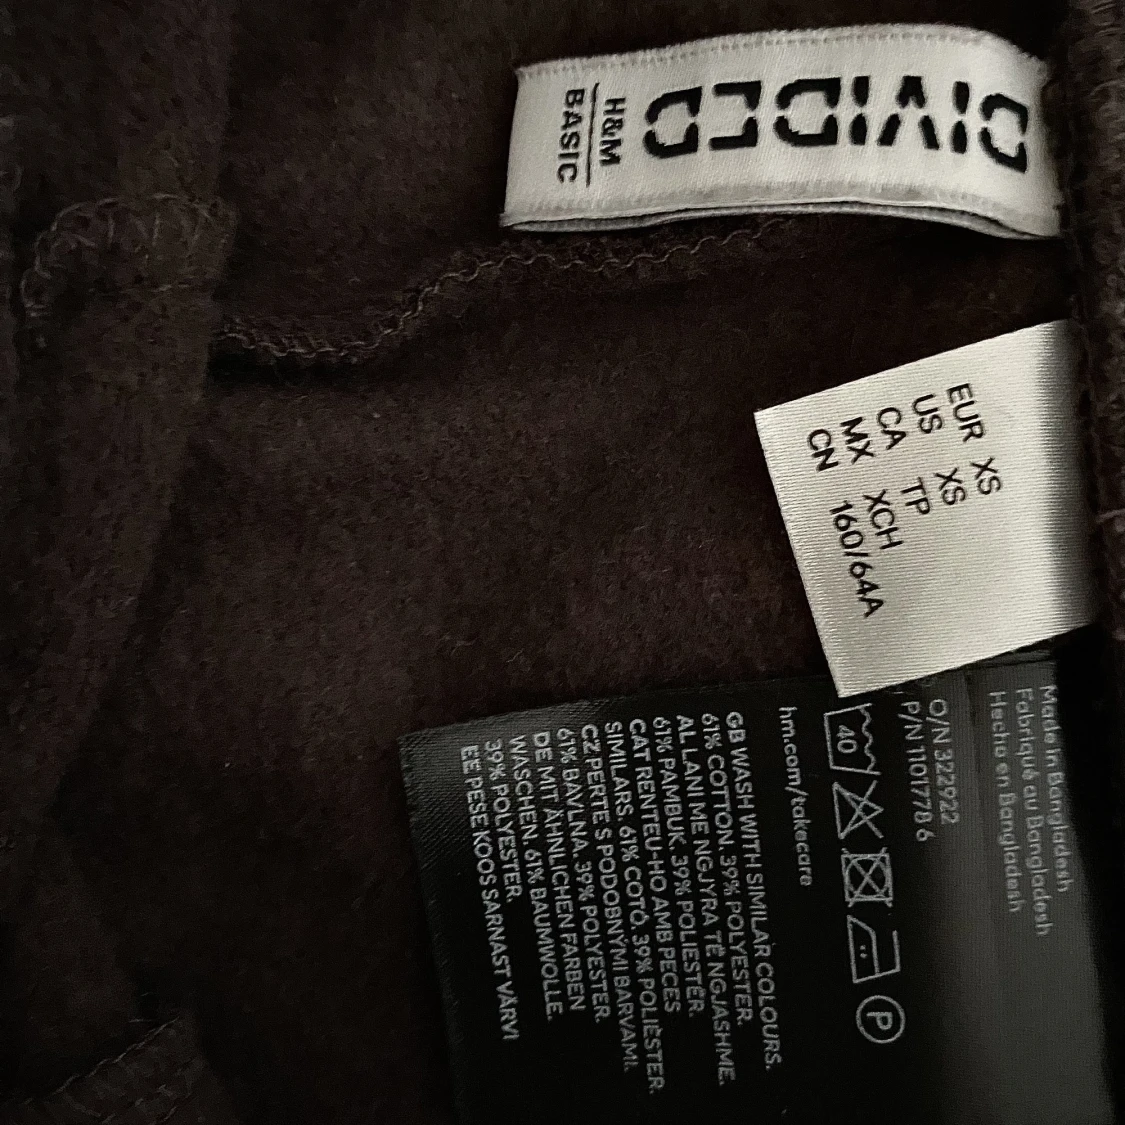 DIVIDED
H&M
BASIC
EUR XS
US XS
CA TP
MX XCH
CN 160/64A
Made in Bangladesh
Fabriqué au Bangladesh
Hecho en Bangladesh
O/N 322922
P/N 11017786
40
P
hm.com/takecare
GB WASH WITH SIMILAR COLOURS.
61% COTTON. 39% POLYESTER.
AL LANI ME NGJYRA TË NGJASHME.
61% PAMBUK. 39% POLIESTËR.
CAT RENTEU-HO AMB PECES
SIMILARS. 61% COTÓ. 39% POLIÈSTER.
CZ PERTE S PODOBNÝMI BARVAMI.
61% BAVLNA. 39% POLYESTER.
DE MIT ÄHNLICHEN FARBEN
WASCHEN. 61% BAUMWOLLE.
39% POLYESTER.
EE PESE KOOS SARNAST VÄRVI